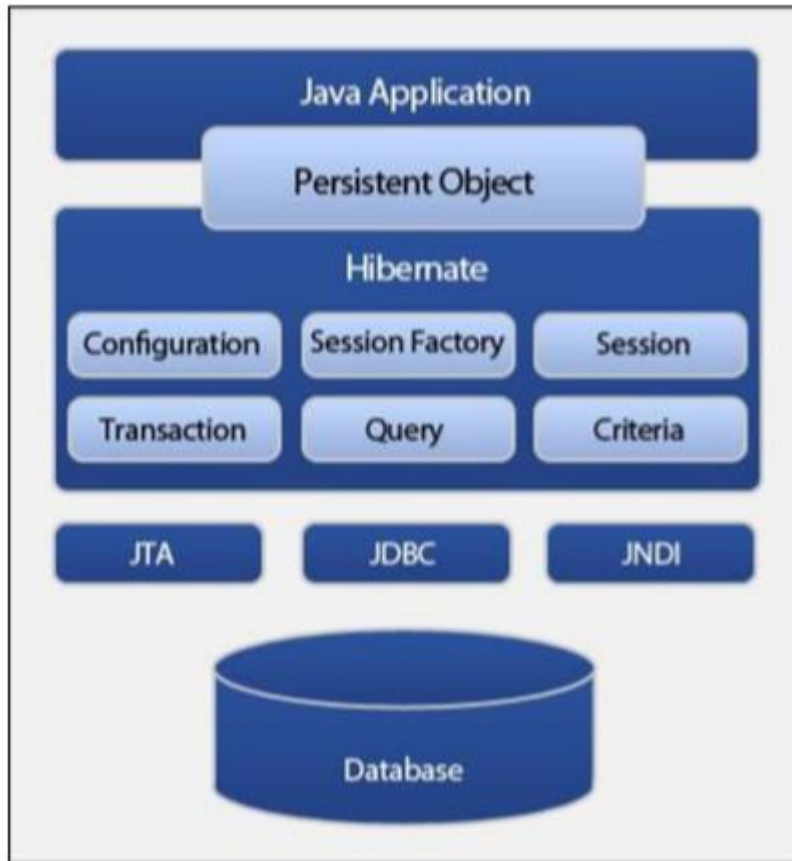 Java Application
Persistent Object
Hibernate
Configuration
Session Factory
Session
Transaction
Query
Criteria
JTA
JDBC
JNDI
Database